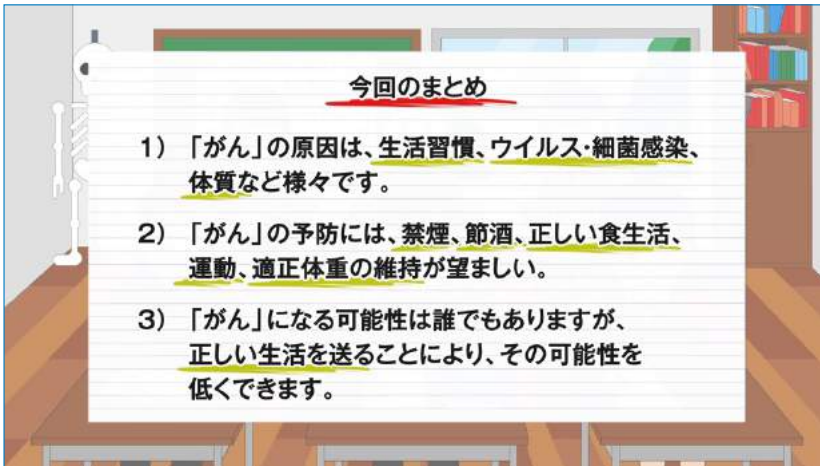 今回のまとめ
1) 「がん」の原因は、生活習慣、ウイルス・細菌感染、
体質など様々です。
2) 「がん」の予防には、禁煙、節酒、正しい食生活、
運動、適正体重の維持が望ましい。
3) 「がん」になる可能性は誰でもありますが、
正しい生活を送ることにより、その可能性を
低くできます。